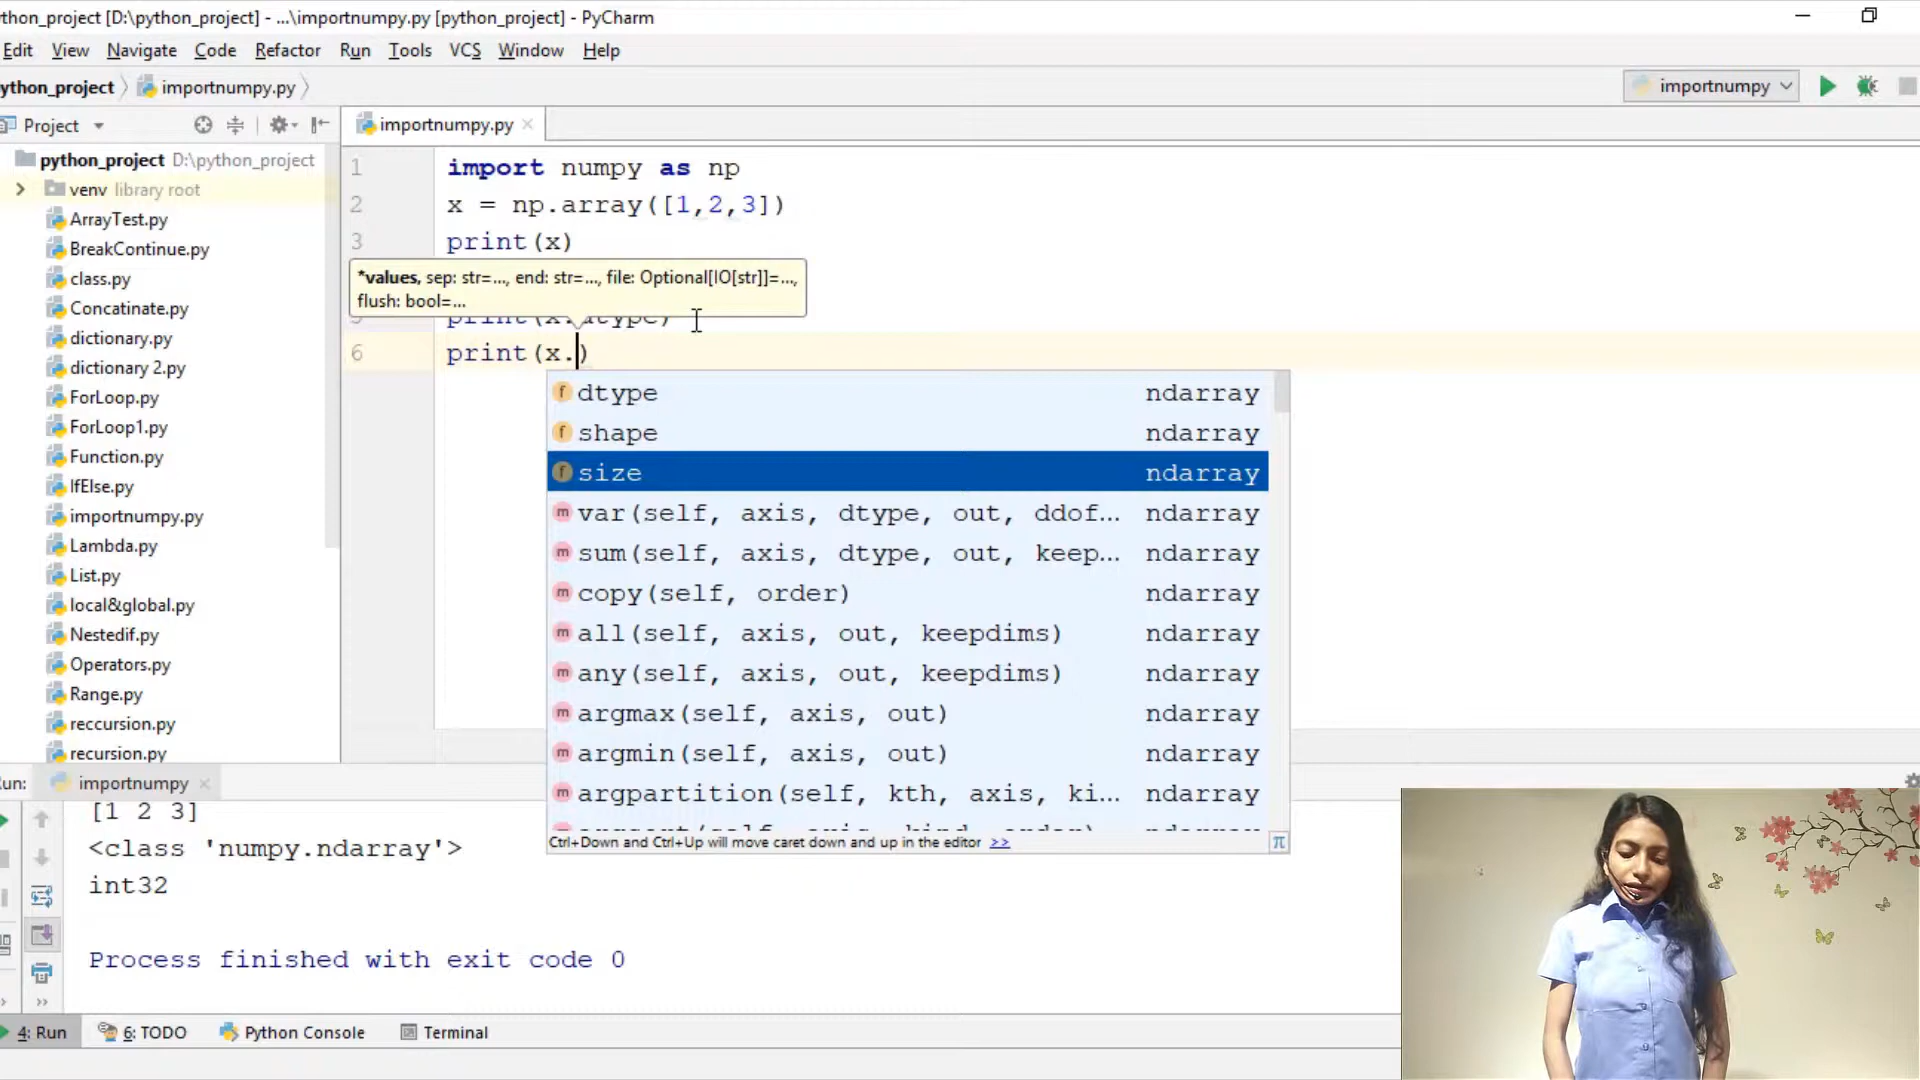 ython_project [D:\python_project] - ...\importnumpy.py [python_project] - PyCharm
Edit View Navigate Code Refactor Run Tools VCS Window Help
ython_project importnumpy.py
importnumpy
Project
importnumpy.py
python_project D:\python_project
venv library root
ArrayTest.py
BreakContinue.py
class.py
Concatinate.py
dictionary.py
dictionary 2.py
ForLoop.py
ForLoop1.py
Function.py
IfElse.py
importnumpy.py
Lambda.py
List.py
local&global.py
Nestedif.py
Operators.py
Range.py
reccursion.py
recursion.py
1 import numpy as np
2 x = np.array([1,2,3])
3 print(x)
*values, sep: str=..., end: str=..., file: Optional[IO[str]]=...,
flush: bool=...
5 print(x.dtype)
6 print(x.)
f dtype ndarray
f shape ndarray
f size ndarray
m var(self, axis, dtype, out, ddof... ndarray
m sum(self, axis, dtype, out, keep... ndarray
m copy(self, order) ndarray
m all(self, axis, out, keepdims) ndarray
m any(self, axis, out, keepdims) ndarray
m argmax(self, axis, out) ndarray
m argmin(self, axis, out) ndarray
m argpartition(self, kth, axis, ki... ndarray
Ctrl+Down and Ctrl+Up will move caret down and up in the editor >> π
un: importnumpy
[1 2 3]
<class 'numpy.ndarray'>
int32
Process finished with exit code 0
4: Run 6: TODO Python Console Terminal